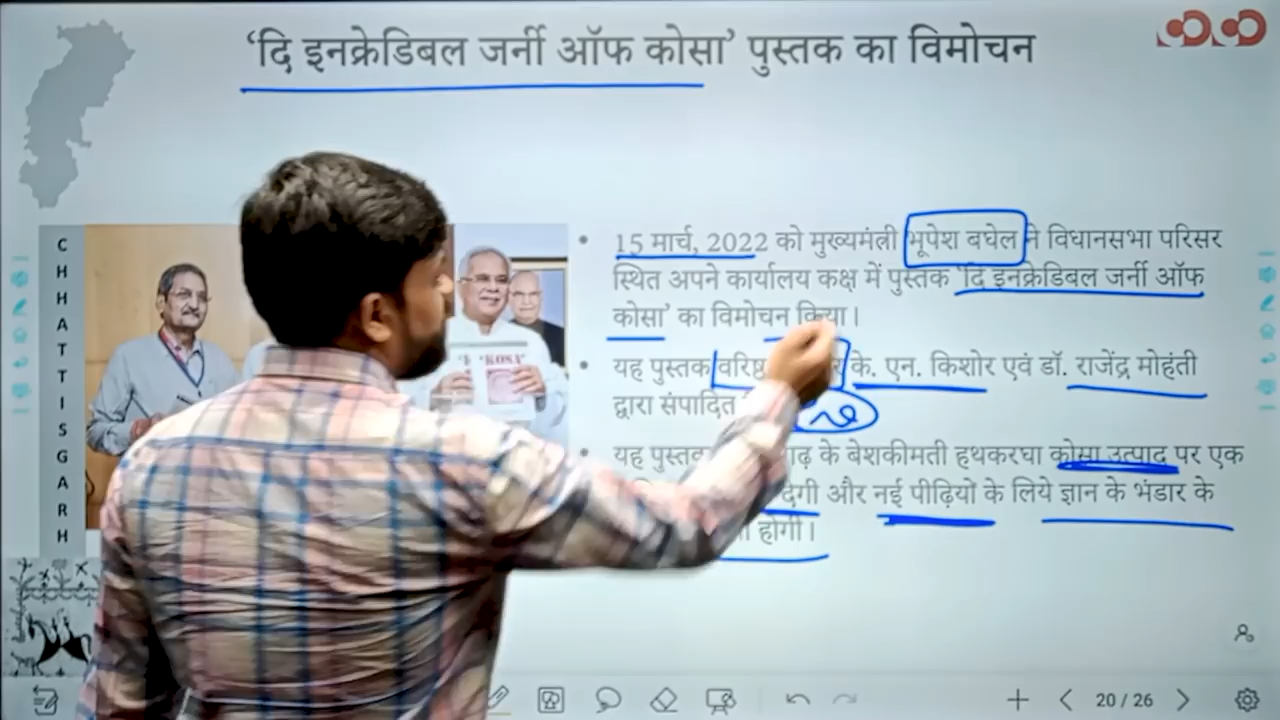 'दि इनक्रेडिबल जर्नी ऑफ कोसा' पुस्तक का विमोचन
CHHATTISGARH
'KOSA'
• 15 मार्च, 2022 को मुख्यमंत्री भूपेश बघेल ने विधानसभा परिसर
स्थित अपने कार्यालय कक्ष में पुस्तक 'दि इनक्रेडिबल जर्नी ऑफ
कोसा' का विमोचन किया।
• यह पुस्तक वरिष्ठ के. एन. किशोर एवं डॉ. राजेंद्र मोहंती
द्वारा संपादित
• यह के बेशकीमती हथकरघा कोसा उत्पाद पर एक
और नई पीढ़ियों के लिये ज्ञान के भंडार के
होगी।
20 / 26